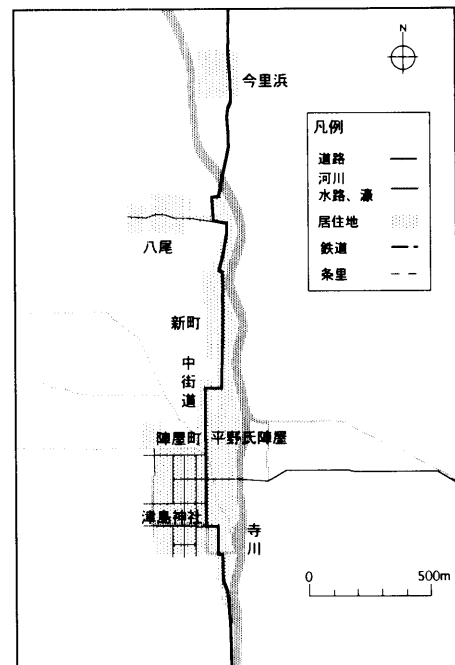 N
今里浜
凡例
道路
河川
水路、濠
居住地
鉄道
条里
八尾
新町
中街道
陣屋町
平野氏陣屋
津島神社
寺川
0
500m